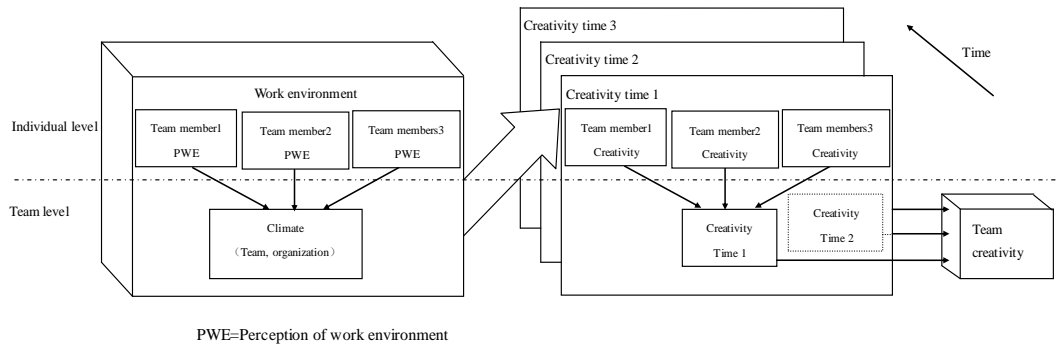 Creativity time 3
Time
Creativity time 2
Work environment
Creativity time 1
Individual level
Team member1
PWE
Team member2
PWE
Team members3
PWE
Team member1
Creativity
Team member2
Creativity
Team members3
Creativity
Team level
Climate
（Team, organization）
Creativity
Time 1
Creativity
Time 2
Team
creativity
PWE=Perception of work environment